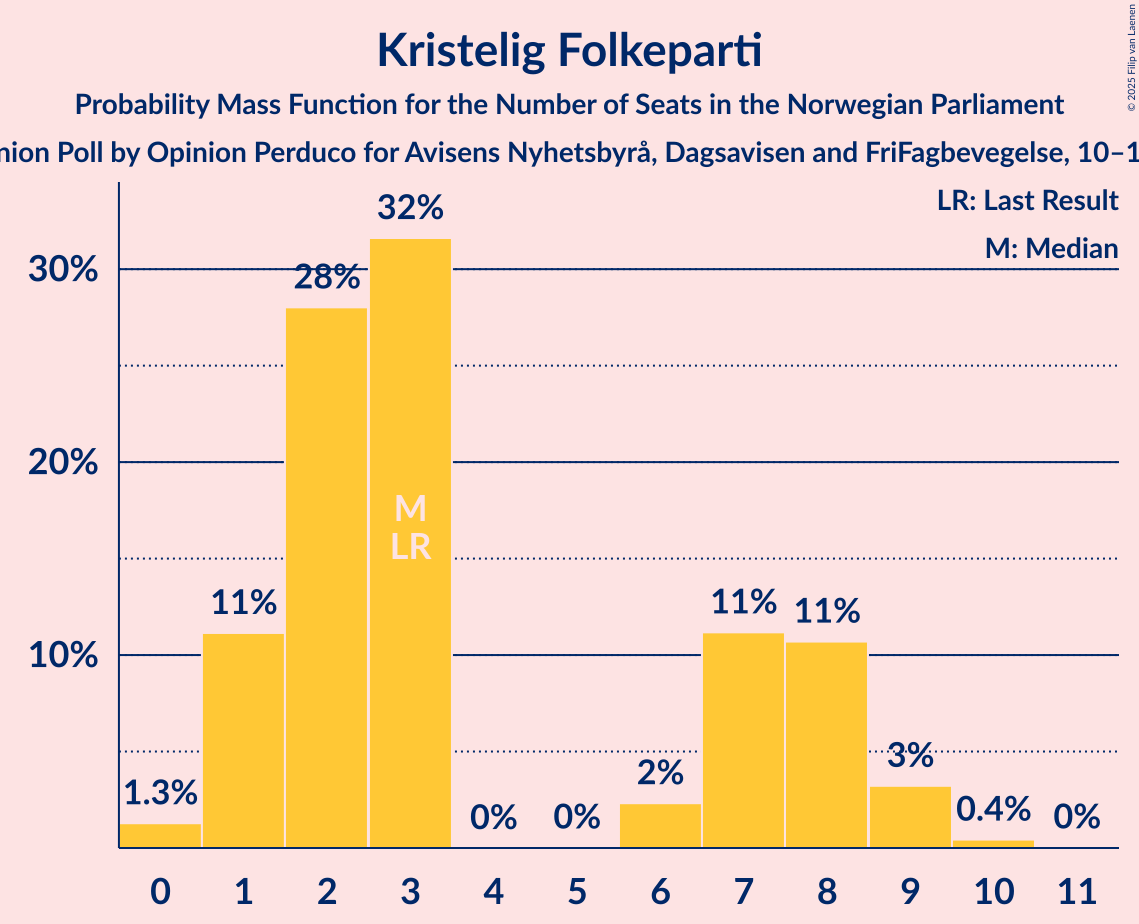 Kristelig Folkeparti
Probability Mass Function for the Number of Seats in the Norwegian Parliament
Poll by Opinion Perduco for Avisens Nyhetsbyrå, Dagsavisen and FriFagbevegelse,
© 2025 Filip van Laenen
LR: Last Result
M: Median
32%
30%
28%
20%
M
LR
11%
11%
11%
10%
3%
2%
1.3%
0.4%
0%
0%
0%
0 1 2 3 4 5 6 7 8 9 10 11